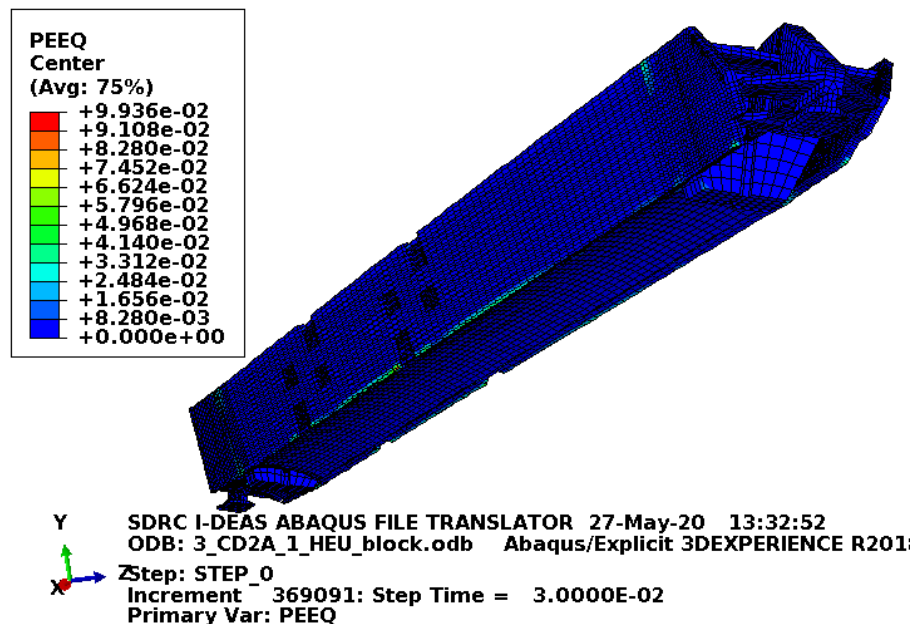 PEEQ
Center
(Avg: 75%)
+9.936e-02
+9.108e-02
+8.280e-02
+7.452e-02
+6.624e-02
+5.796e-02
+4.968e-02
+4.140e-02
+3.312e-02
+2.484e-02
+1.656e-02
+8.280e-03
+0.000e+00
Y
Z
X
SDRC I-DEAS ABAQUS FILE TRANSLATOR 27-May-20 13:32:52
ODB: 3_CD2A_1_HEU_block.odb Abaqus/Explicit 3DEXPERIENCE R2018
Step: STEP_0
Increment 369091: Step Time = 3.0000E-02
Primary Var: PEEQ